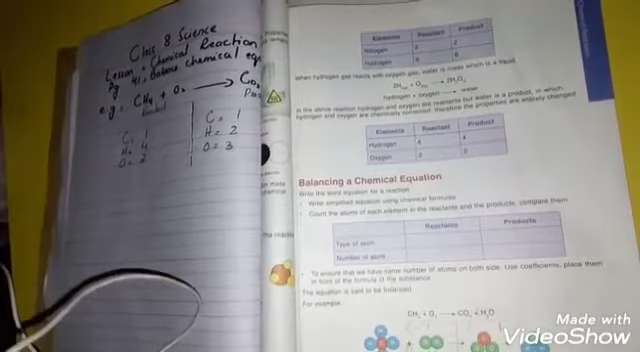 Class 8 Science
Lesson = Chemical Reaction
Pg 41 = Balance chemical equ
e.g = CH4 + O2 → CO2
C = 1
H = 4
O = 2
C = 1
H = 2
O = 3
Elements Reactant Product
Nitrogen 2 2
Hydrogen 6 6
When hydrogen gas reacts with oxygen gas, water is made which is a liquid.
hydrogen + oxygen → water
In the above reaction hydrogen and oxygen are reactants but water is a product, in which
hydrogen and oxygen are chemically combined, therefore the properties are entirely changed
Elements Reactant Product
Hydrogen 4 4
Oxygen 2 2
Balancing a Chemical Equation
Write the word equation for a reaction
• Write simplified equation using chemical formulas
• Count the atoms of each element in the reactants and the products, compare them
Reactants Products
Type of atom
Number of atom
• To ensure that we have same number of atoms on both side. Use coefficients, place them
in front of the formula of the substance
The equation is said to be balanced
For example
CH4 + O2 → CO2 + H2O
Made with
VideoShow